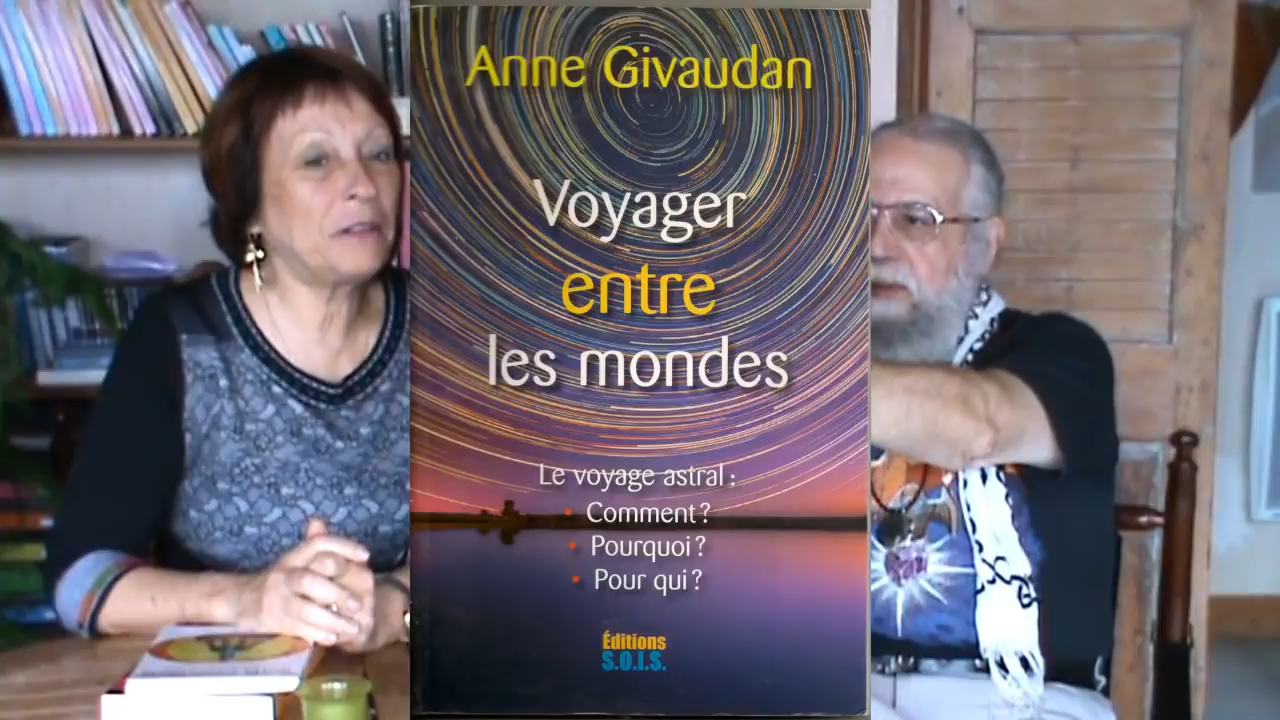 Anne Givaudan
Voyager
entre
les mondes
Le voyage astral :
• Comment ?
• Pourquoi ?
• Pour qui ?
Éditions
S.O.I.S.